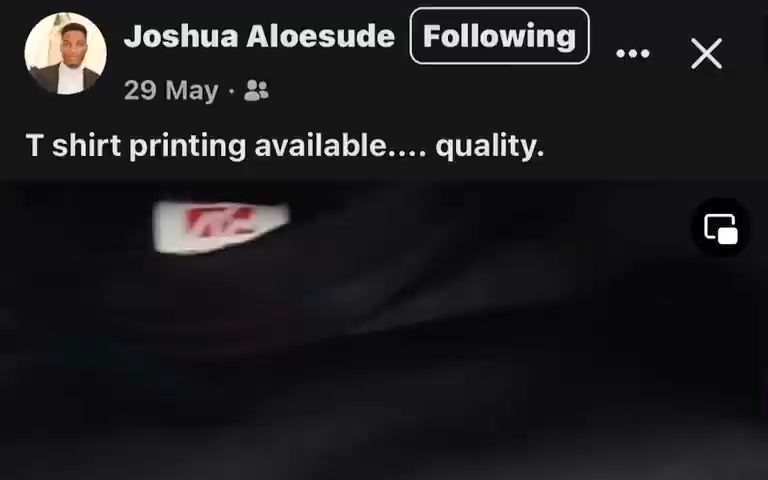 Joshua Aloesude Following
29 May
T shirt printing available.... quality.